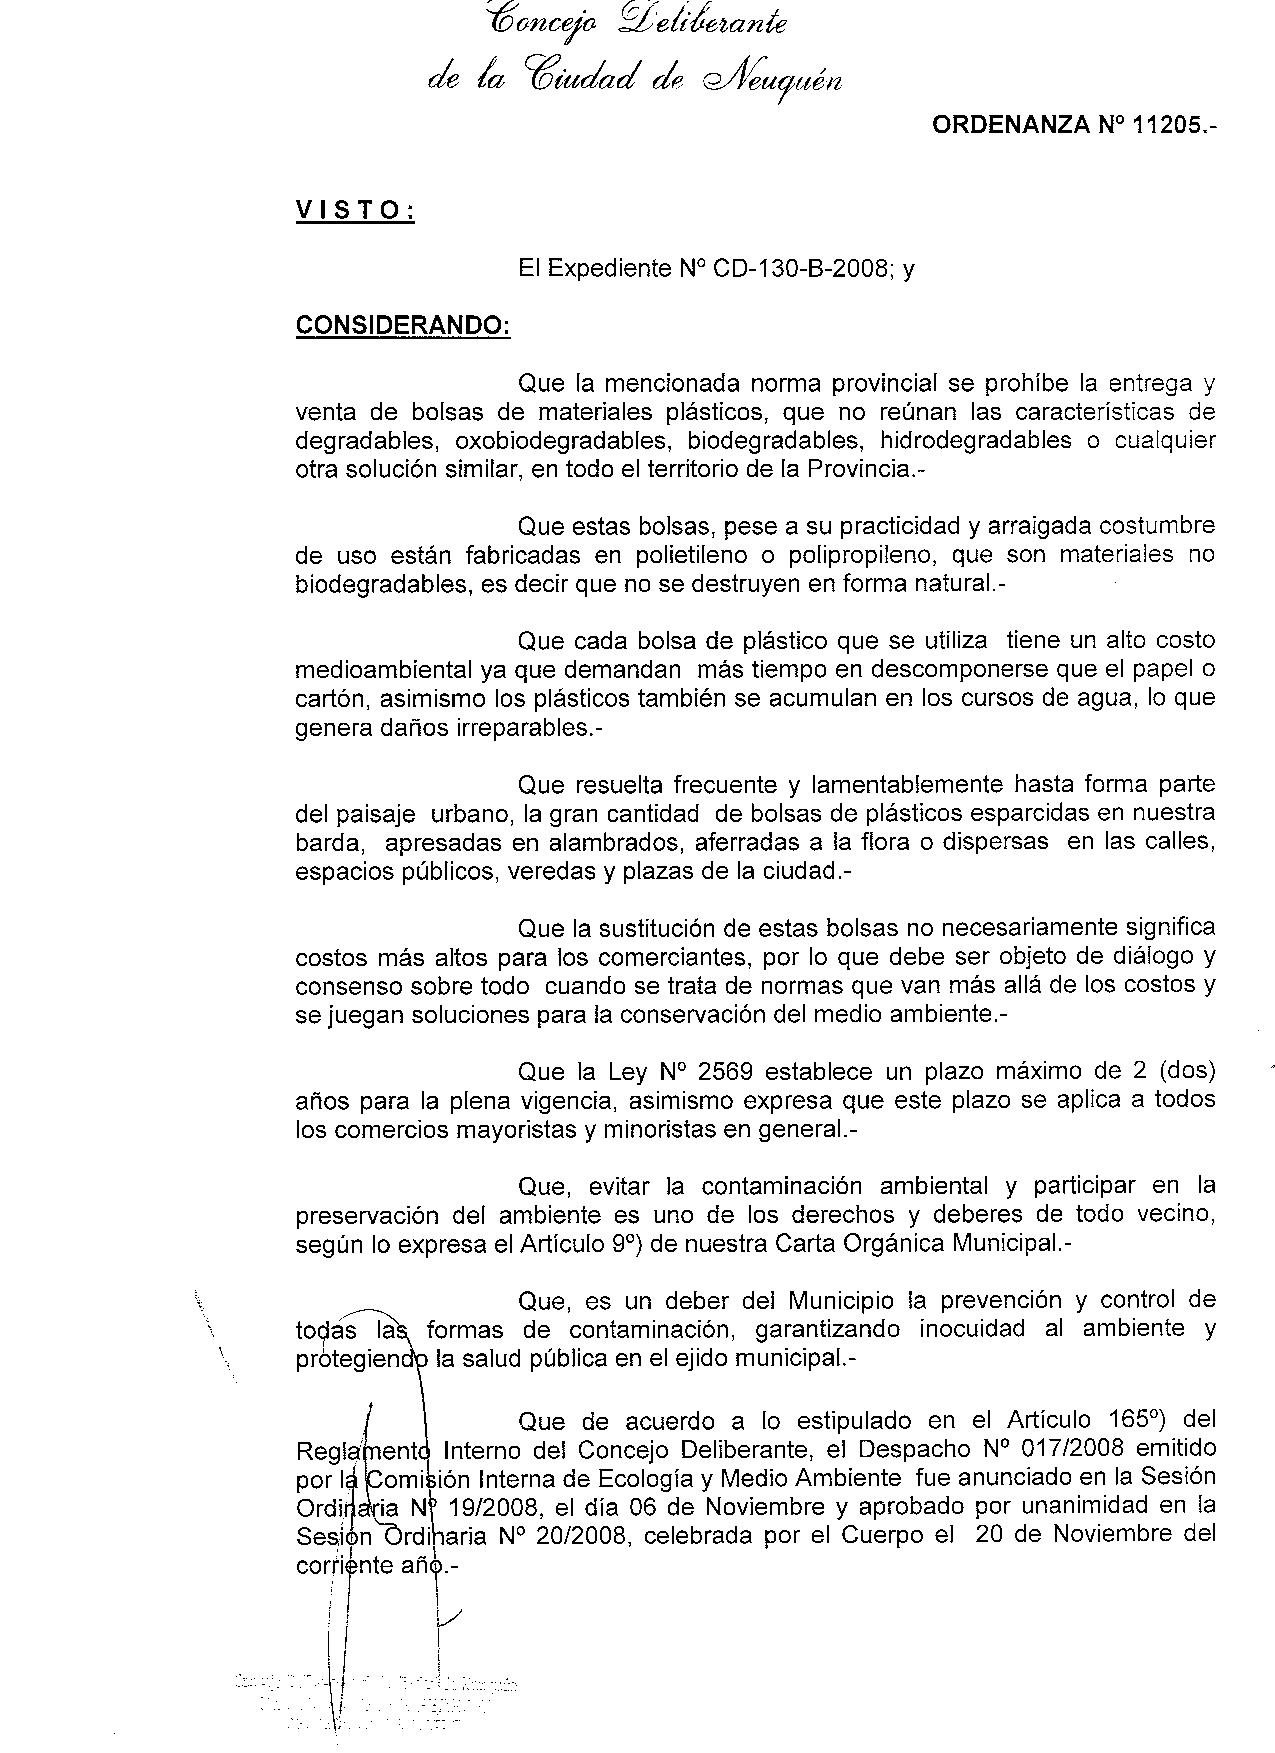 Concejo Deliberante
de la Ciudad de Neuquén
ORDENANZA Nº 11205.-
V I S T O :
El Expediente Nº CD-130-B-2008; y
CONSIDERANDO:
Que la mencionada norma provincial se prohíbe la entrega y
venta de bolsas de materiales plásticos, que no reúnan las características de
degradables, oxobiodegradables, biodegradables, hidrodegradables o cualquier
otra solución similar, en todo el territorio de la Provincia.-
Que estas bolsas, pese a su practicidad y arraigada costumbre
de uso están fabricadas en polietileno o polipropileno, que son materiales no
biodegradables, es decir que no se destruyen en forma natural.-
Que cada bolsa de plástico que se utiliza tiene un alto costo
medioambiental ya que demandan más tiempo en descomponerse que el papel o
cartón, asimismo los plásticos también se acumulan en los cursos de agua, lo que
genera daños irreparables.-
Que resuelta frecuente y lamentablemente hasta forma parte
del paisaje urbano, la gran cantidad de bolsas de plásticos esparcidas en nuestra
barda, apresadas en alambrados, aferradas a la flora o dispersas en las calles,
espacios públicos, veredas y plazas de la ciudad.-
Que la sustitución de estas bolsas no necesariamente significa
costos más altos para los comerciantes, por lo que debe ser objeto de diálogo y
consenso sobre todo cuando se trata de normas que van más allá de los costos y
se juegan soluciones para la conservación del medio ambiente.-
Que la Ley Nº 2569 establece un plazo máximo de 2 (dos)
años para la plena vigencia, asimismo expresa que este plazo se aplica a todos
los comercios mayoristas y minoristas en general.-
Que, evitar la contaminación ambiental y participar en la
preservación del ambiente es uno de los derechos y deberes de todo vecino,
según lo expresa el Artículo 9º) de nuestra Carta Orgánica Municipal.-
Que, es un deber del Municipio la prevención y control de
todas las formas de contaminación, garantizando inocuidad al ambiente y
protegiendo la salud pública en el ejido municipal.-
Que de acuerdo a lo estipulado en el Artículo 165º) del
Reglamento Interno del Concejo Deliberante, el Despacho Nº 017/2008 emitido
por la Comisión Interna de Ecología y Medio Ambiente fue anunciado en la Sesión
Ordinaria Nº 19/2008, el día 06 de Noviembre y aprobado por unanimidad en la
Sesión Ordinaria Nº 20/2008, celebrada por el Cuerpo el 20 de Noviembre del
corriente año.-